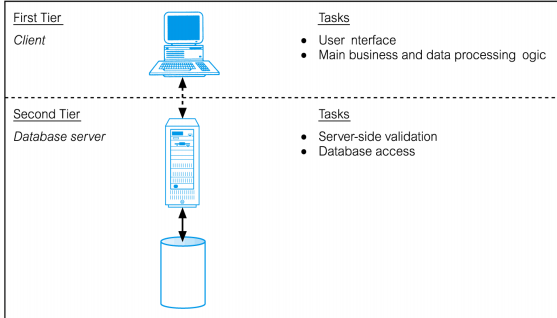 First Tier
Tasks
Client
• User nterface
• Main business and data processing ogic
Second Tier
Tasks
Database server
• Server-side validation
• Database access